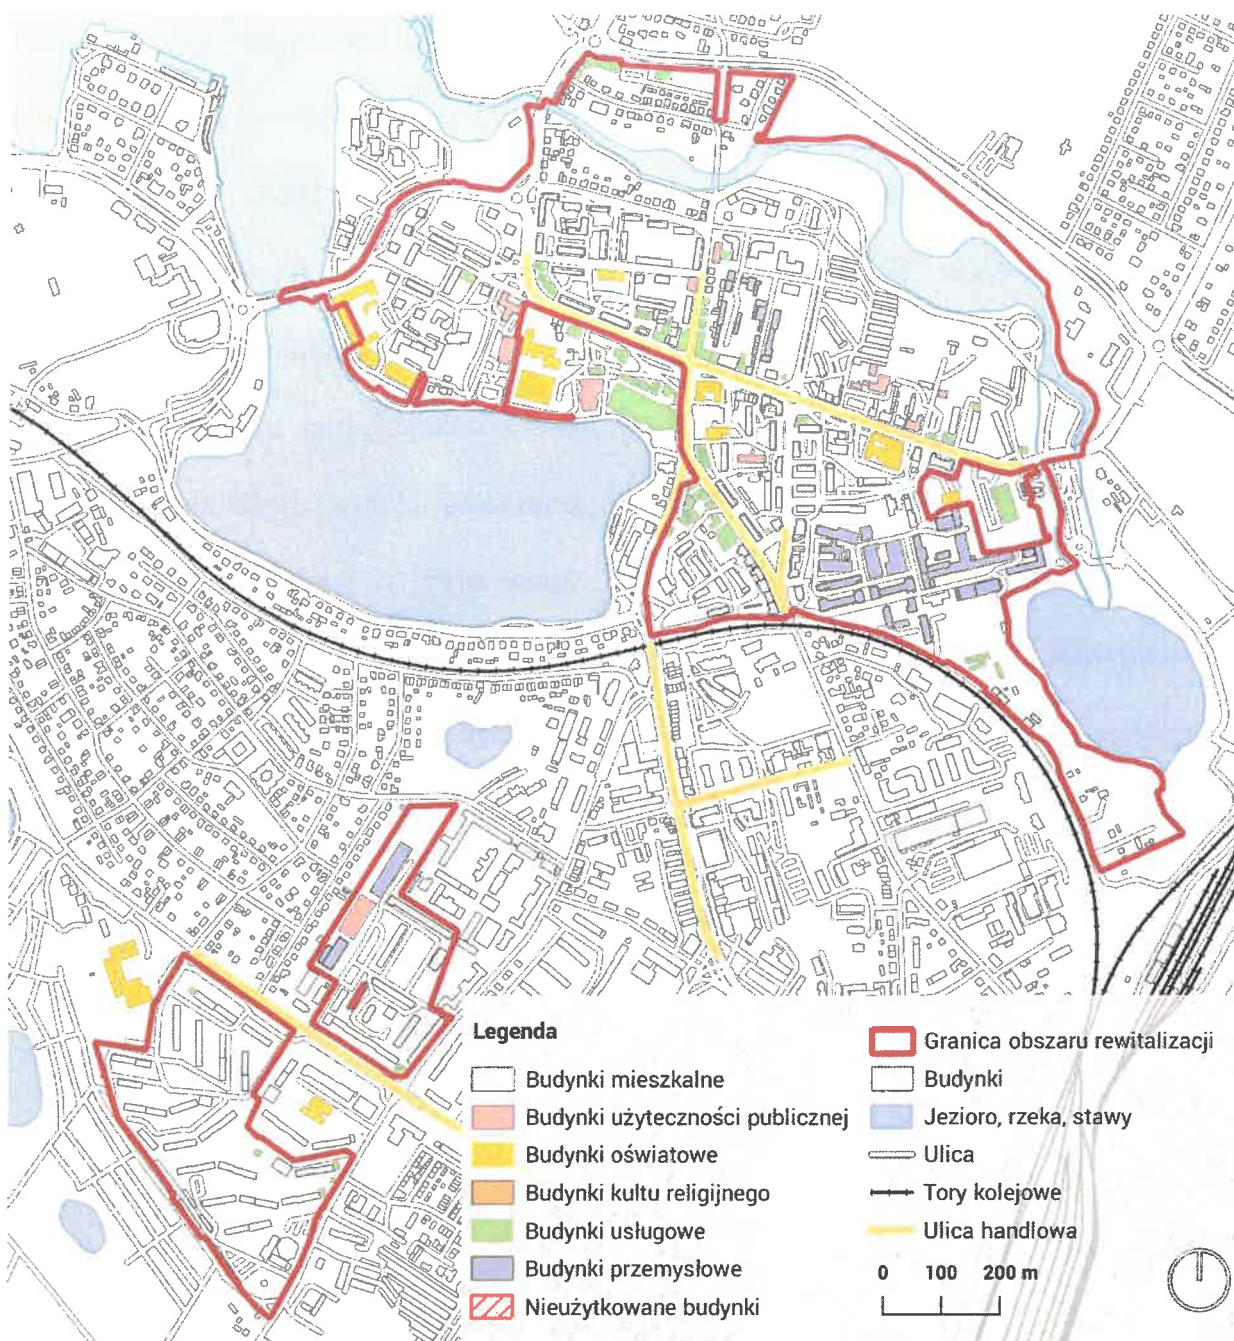 Legenda
Budynki mieszkalne
Budynki użyteczności publicznej
Budynki oświatowe
Budynki kultu religijnego
Budynki usługowe
Budynki przemysłowe
Nieużytkowane budynki
Granica obszaru rewitalizacji
Budynki
Jezioro, rzeka, stawy
Ulica
Tory kolejowe
Ulica handlowa
0 100 200 m